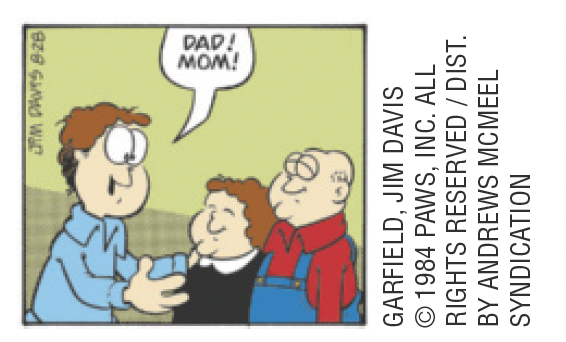 JIM DAVIS 8-28
DAD!
MOM!
GARFIELD, JIM DAVIS
© 1984 PAWS, INC. ALL
RIGHTS RESERVED / DIST.
BY ANDREWS MCMEEL
SYNDICATION